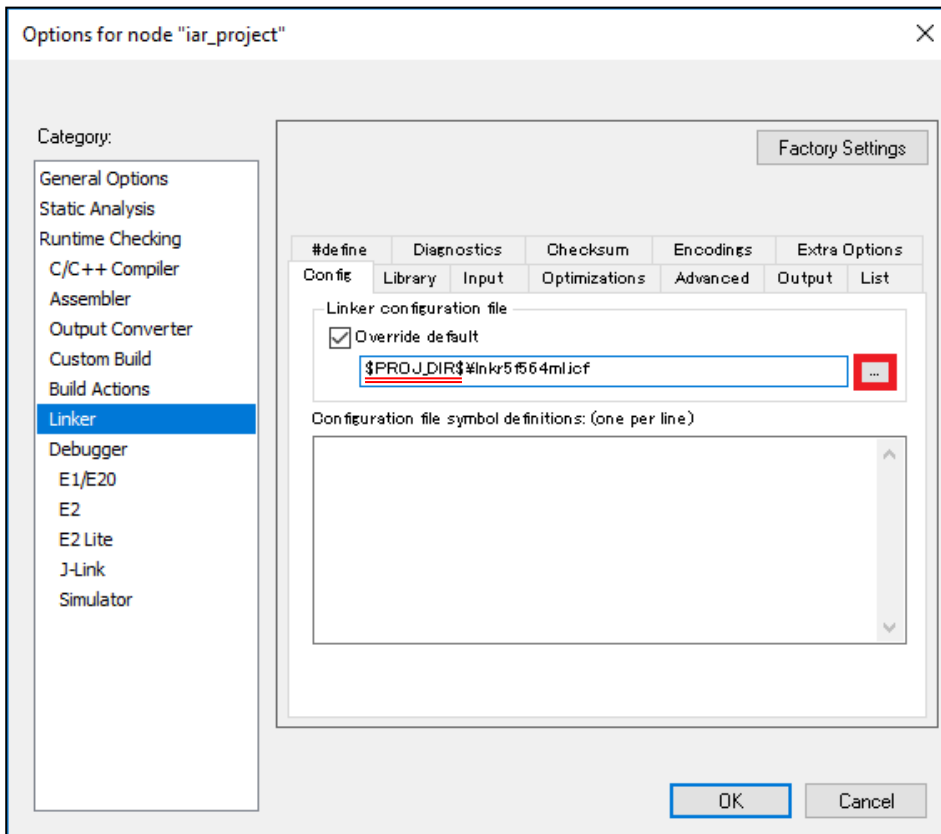 Options for node "iar_project"
Category:
Factory Settings
General Options
Static Analysis
Runtime Checking
C/C++ Compiler
Assembler
Output Converter
Custom Build
Build Actions
Linker
Debugger
E1/E20
E2
E2 Lite
J-Link
Simulator
#define Diagnostics Checksum Encodings Extra Options
Config Library Input Optimizations Advanced Output List
Linker configuration file
Override default
$PROJ_DIR$¥lnkr5f564ml.icf
...
Configuration file symbol definitions: (one per line)
OK Cancel